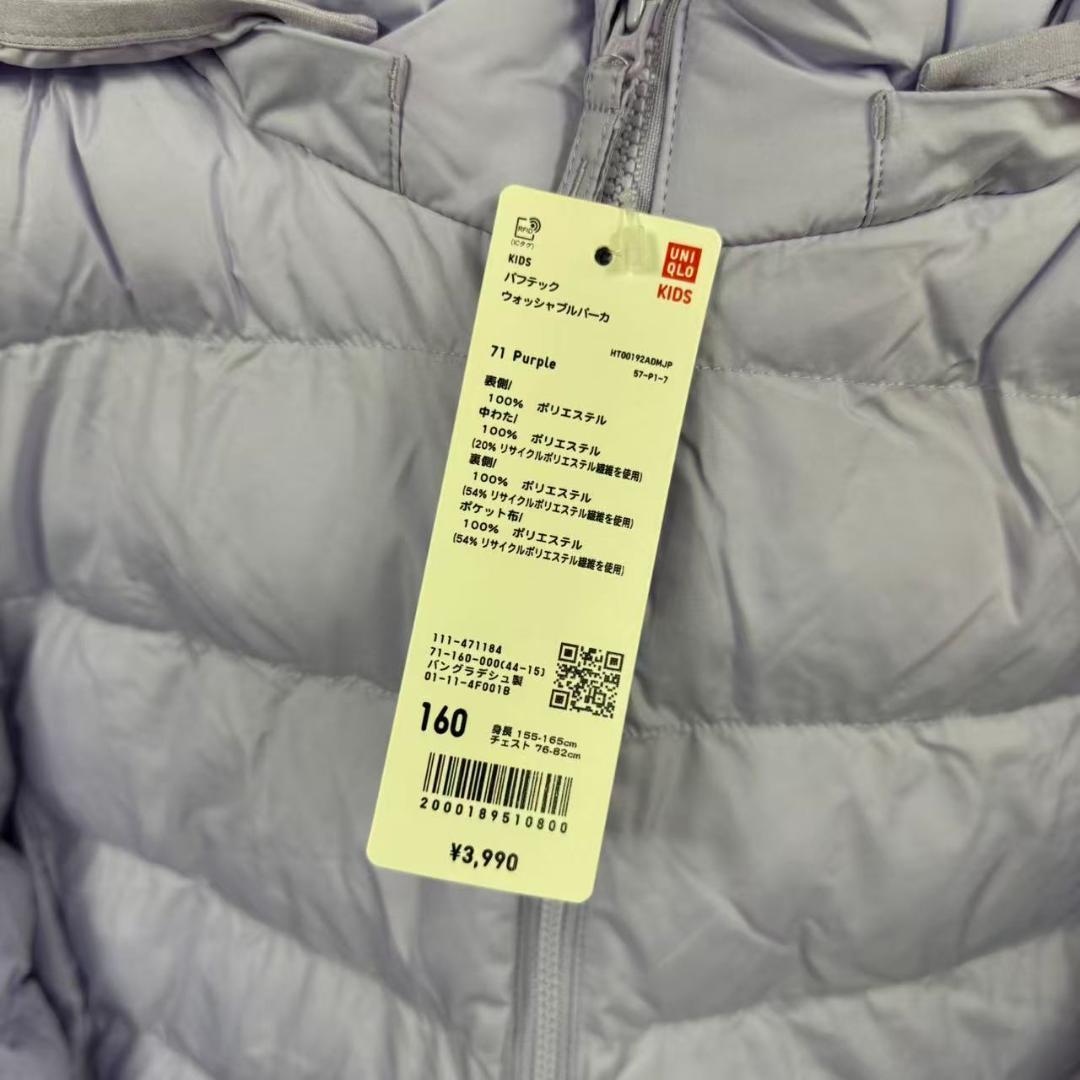 RFID
(ICタグ)
KIDS
パフテック
ウォッシャブルパーカ
UNI
QLO
KIDS
71 Purple
HT00192ADMJP
57-P1-7
表側/
100% ポリエステル
中わた/
100% ポリエステル
(20% リサイクルポリエステル繊維を使用)
裏側/
100% ポリエステル
(54% リサイクルポリエステル繊維を使用)
ポケット布/
100% ポリエステル
(54% リサイクルポリエステル繊維を使用)
111-471184
71-160-000(44-15)
バングラデシュ製
01-11-4F001B
160
身長 155-165cm
チェスト 76-82cm
2000189510800
¥3,990